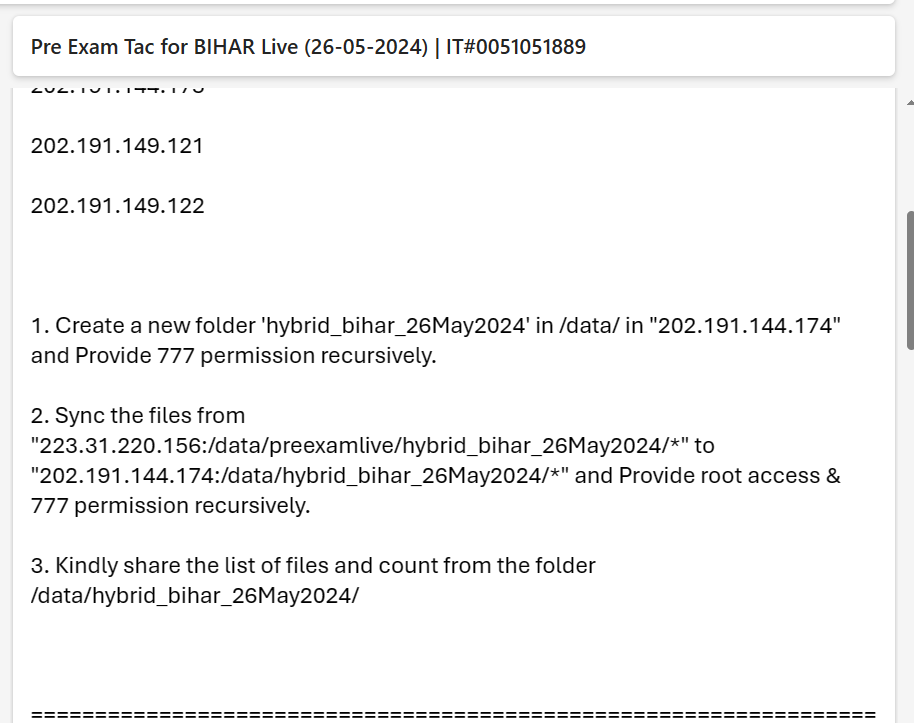 Pre Exam Tac for BIHAR Live (26-05-2024) | IT#0051051889
202.191.149.121
202.191.149.122
1. Create a new folder 'hybrid_bihar_26May2024' in /data/ in "202.191.144.174"
and Provide 777 permission recursively.
2. Sync the files from
"223.31.220.156:/data/preexamlive/hybrid_bihar_26May2024/*" to
"202.191.144.174:/data/hybrid_bihar_26May2024/*" and Provide root access &
777 permission recursively.
3. Kindly share the list of files and count from the folder
/data/hybrid_bihar_26May2024/
==================================================================